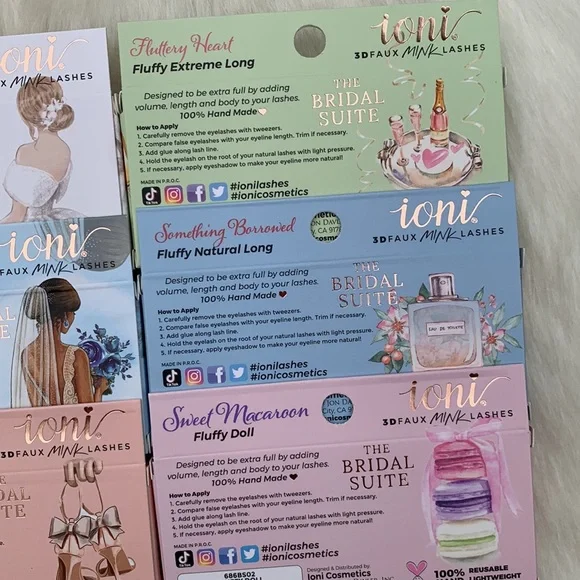 ioni
X MINK LASHES
ioni
FAUX MINK LASHES
ioni
3D FAUX MINK LASHES
Fluttery Heart
Fluffy Extreme Long
Designed to be extra full by adding
volume, length and body to your lashes.
100% Hand Made
How to Apply
1. Carefully remove the eyelashes with tweezers.
2. Compare false eyelashes with your eyeline length. Trim if necessary.
3. Add glue along lash line.
4. Hold the eyelash on the root of your natural lashes with light pressure.
5. If necessary, apply eyeshadow to make your eyeline more natural!
MADE IN P.R.O.C.
Tik Tok
#ionilashes
#ionicosmetics
THE
BRIDAL
SUITE
ioni
3D FAUX MINK LASHES
Something Borrowed
Fluffy Natural Long
Designed to be extra full by adding
volume, length and body to your lashes.
100% Hand Made
How to Apply
1. Carefully remove the eyelashes with tweezers.
2. Compare false eyelashes with your eyeline length. Trim if necessary.
3. Add glue along lash line.
4. Hold the eyelash on the root of your natural lashes with light pressure.
5. If necessary, apply eyeshadow to make your eyeline more natural!
MADE IN P.R.O.C.
Tik Tok
#ionilashes
#ionicosmetics
THE
BRIDAL
SUITE
ioni
3D FAUX MINK LASHES
EAU DE TOILETTE
Sweet Macaroon
Fluffy Doll
Designed to be extra full by adding
volume, length and body to your lashes.
100% Hand Made
How to Apply
1. Carefully remove the eyelashes with tweezers.
2. Compare false eyelashes with your eyeline length. Trim if necessary.
3. Add glue along lash line.
4. Hold the eyelash on the root of your natural lashes with light pressure.
5. If necessary, apply eyeshadow to make your eyeline more natural!
MADE IN P.R.O.C.
#ionilashes
#ionicosmetics
686B502
Designed & Distributed by
Ioni Cosmetics
THE
BRIDAL
SUITE
ioni
3D FAUX MINK LASHES
100% REUSABLE
LIGHTWEIGHT